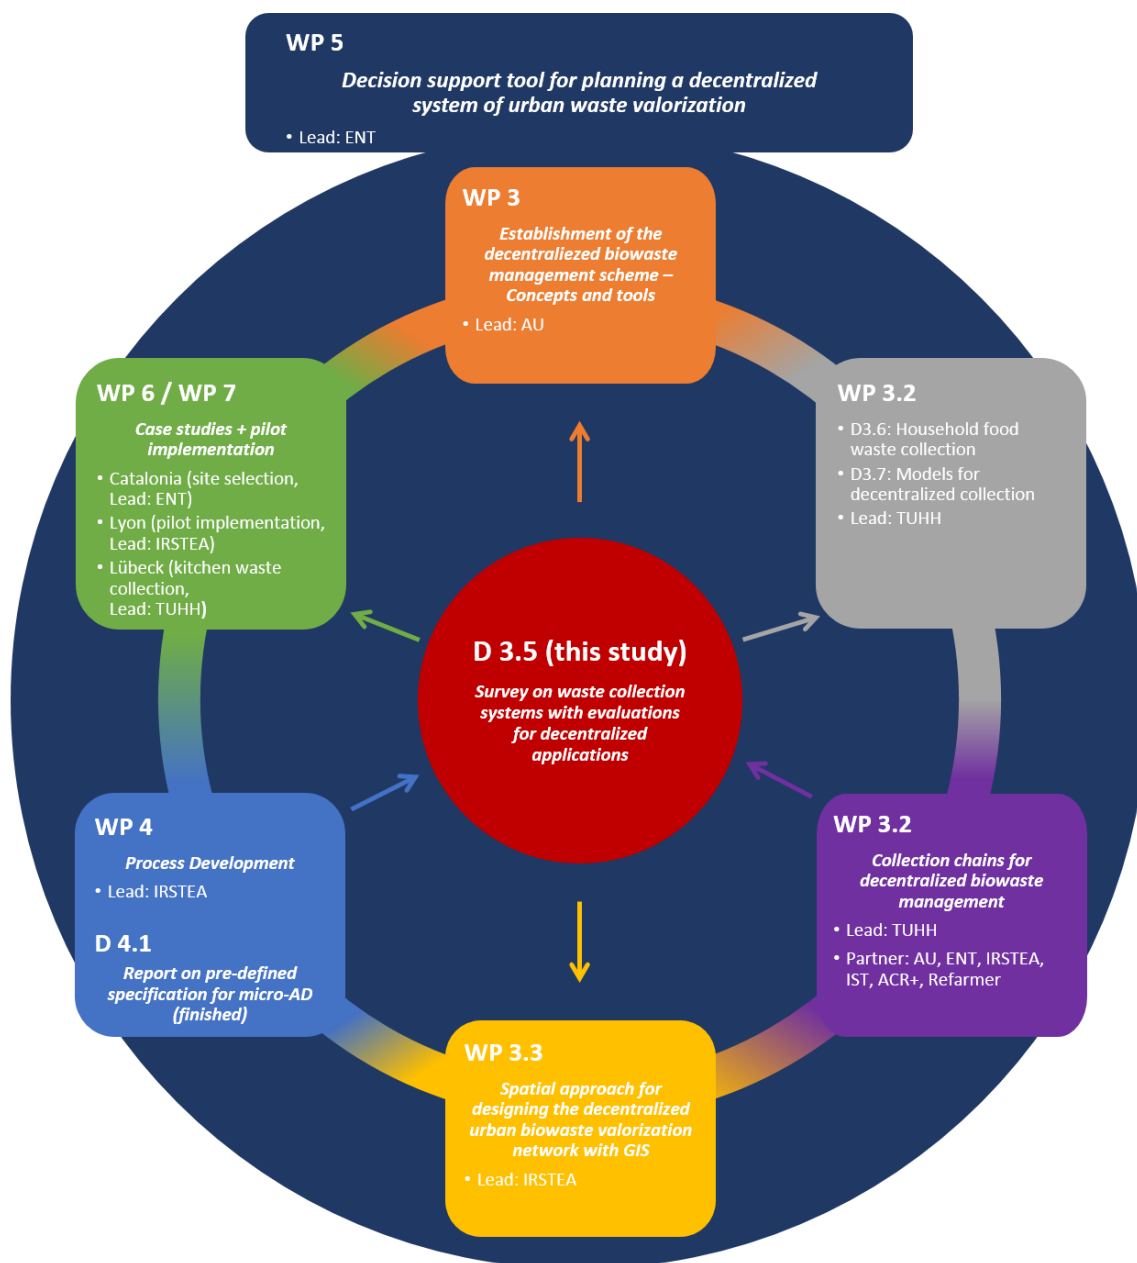 WP 5
Decision support tool for planning a decentralized
system of urban waste valorization
• Lead: ENT
WP 3
Establishment of the
decentraliezed biowaste
management scheme –
Concepts and tools
• Lead: AU
WP 6 / WP 7
Case studies + pilot
implementation
• Catalonia (site selection,
Lead: ENT)
• Lyon (pilot implementation,
Lead: IRSTEA)
• Lübeck (kitchen waste
collection,
Lead: TUHH)
WP 3.2
• D3.6: Household food
waste collection
• D3.7: Models for
decentralized collection
• Lead: TUHH
D 3.5 (this study)
Survey on waste collection
systems with evaluations
for decentralized
applications
WP 4
Process Development
• Lead: IRSTEA
D 4.1
Report on pre-defined
specification for micro-AD
(finished)
WP 3.2
Collection chains for
decentralized biowaste
management
• Lead: TUHH
• Partner: AU, ENT, IRSTEA,
IST, ACR+, Refarmer
WP 3.3
Spatial approach for
designing the decentralized
urban biowaste valorization
network with GIS
• Lead: IRSTEA